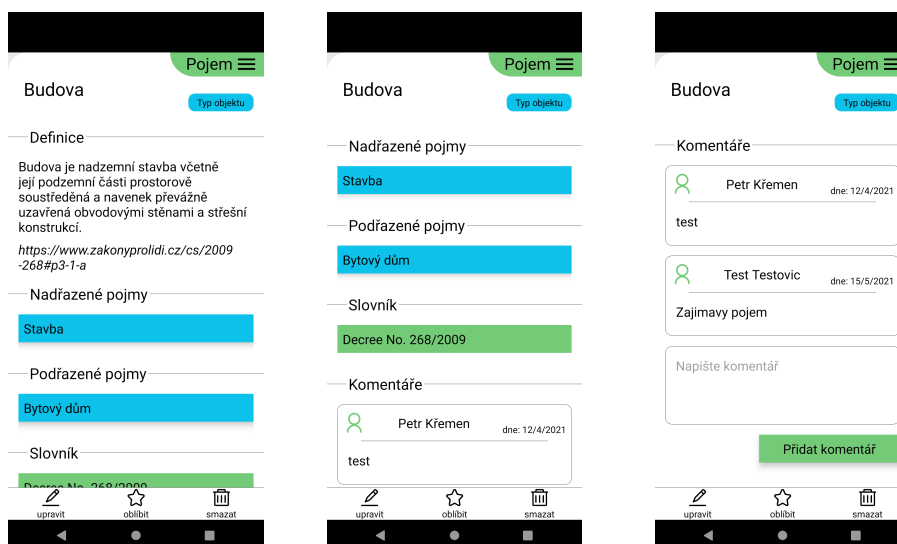 Pojem
Budova
Typ objektu
Definice
Budova je nadzemní stavba včetně
její podzemní části prostorově
soustředěná a navenek převážně
uzavřená obvodovými stěnami a střešní
konstrukcí.
https://www.zakonyprolidi.cz/cs/2009
-268#p3-1-a
Nadřazené pojmy
Stavba
Podřazené pojmy
Bytový dům
Slovník
Decree No. 268/2009
upravit oblíbit smazat
Pojem
Budova
Typ objektu
Nadřazené pojmy
Stavba
Podřazené pojmy
Bytový dům
Slovník
Decree No. 268/2009
Komentáře
Petr Křemen dne: 12/4/2021
test
upravit oblíbit smazat
Pojem
Budova
Typ objektu
Komentáře
Petr Křemen dne: 12/4/2021
test
Test Testovic dne: 15/5/2021
Zajimavy pojem
Napište komentář
Přidat komentář
upravit oblíbit smazat